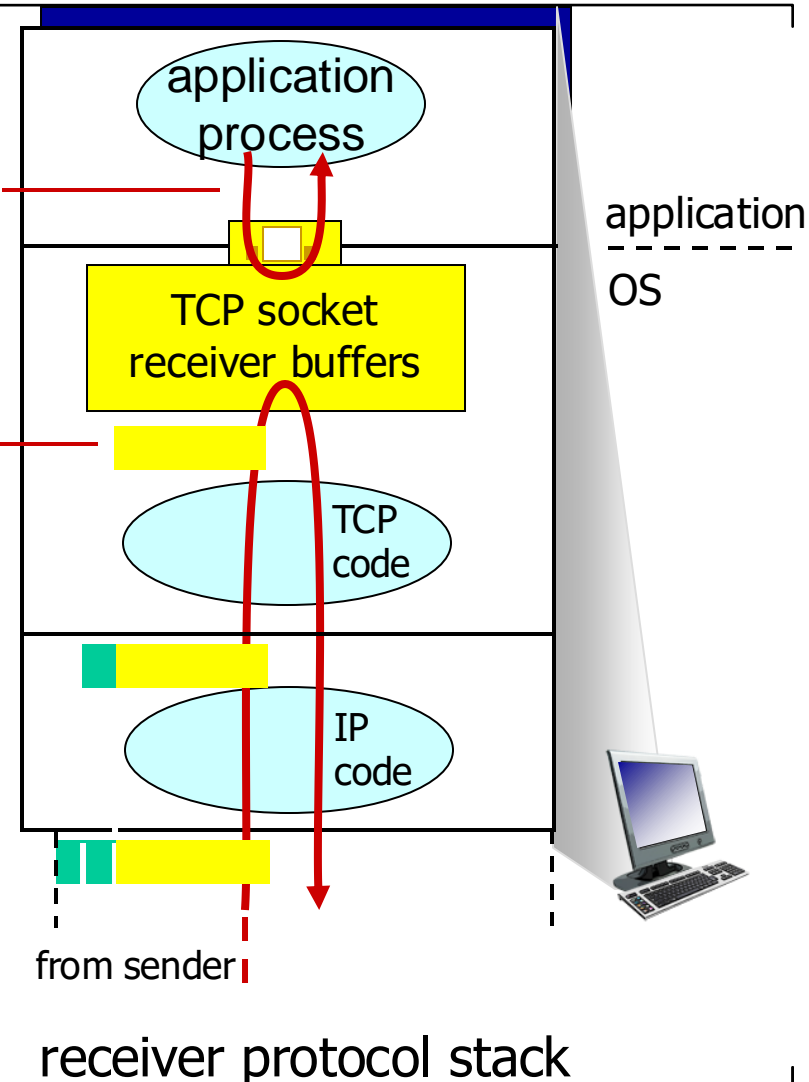 application
process
application
OS
TCP socket
receiver buffers
TCP
code
IP
code
from sender
receiver protocol stack